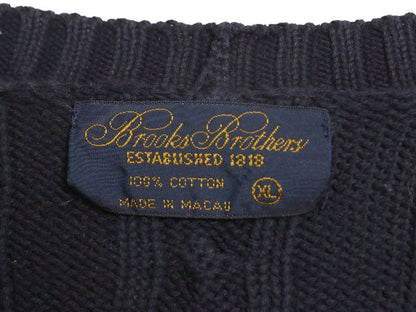 Brooks Brothers
ESTABLISHED 1818
100% COTTON
XL
MADE IN MACAU